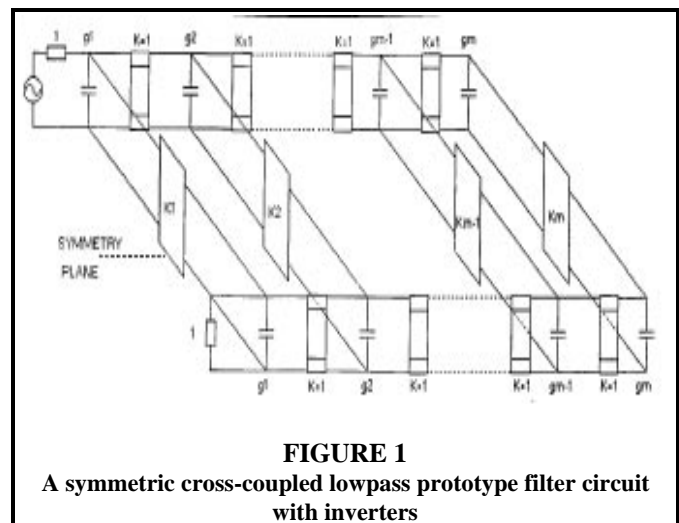 1 g1 K=1 g2 K=1 K=1 gm-1 K=1 gm
K1 K2 Km-1 Km
SYMMETRY
PLANE
1
g1 K=1 g2 K=1 K=1 gm-1 K=1 gm
FIGURE 1
A symmetric cross-coupled lowpass prototype filter circuit
with inverters